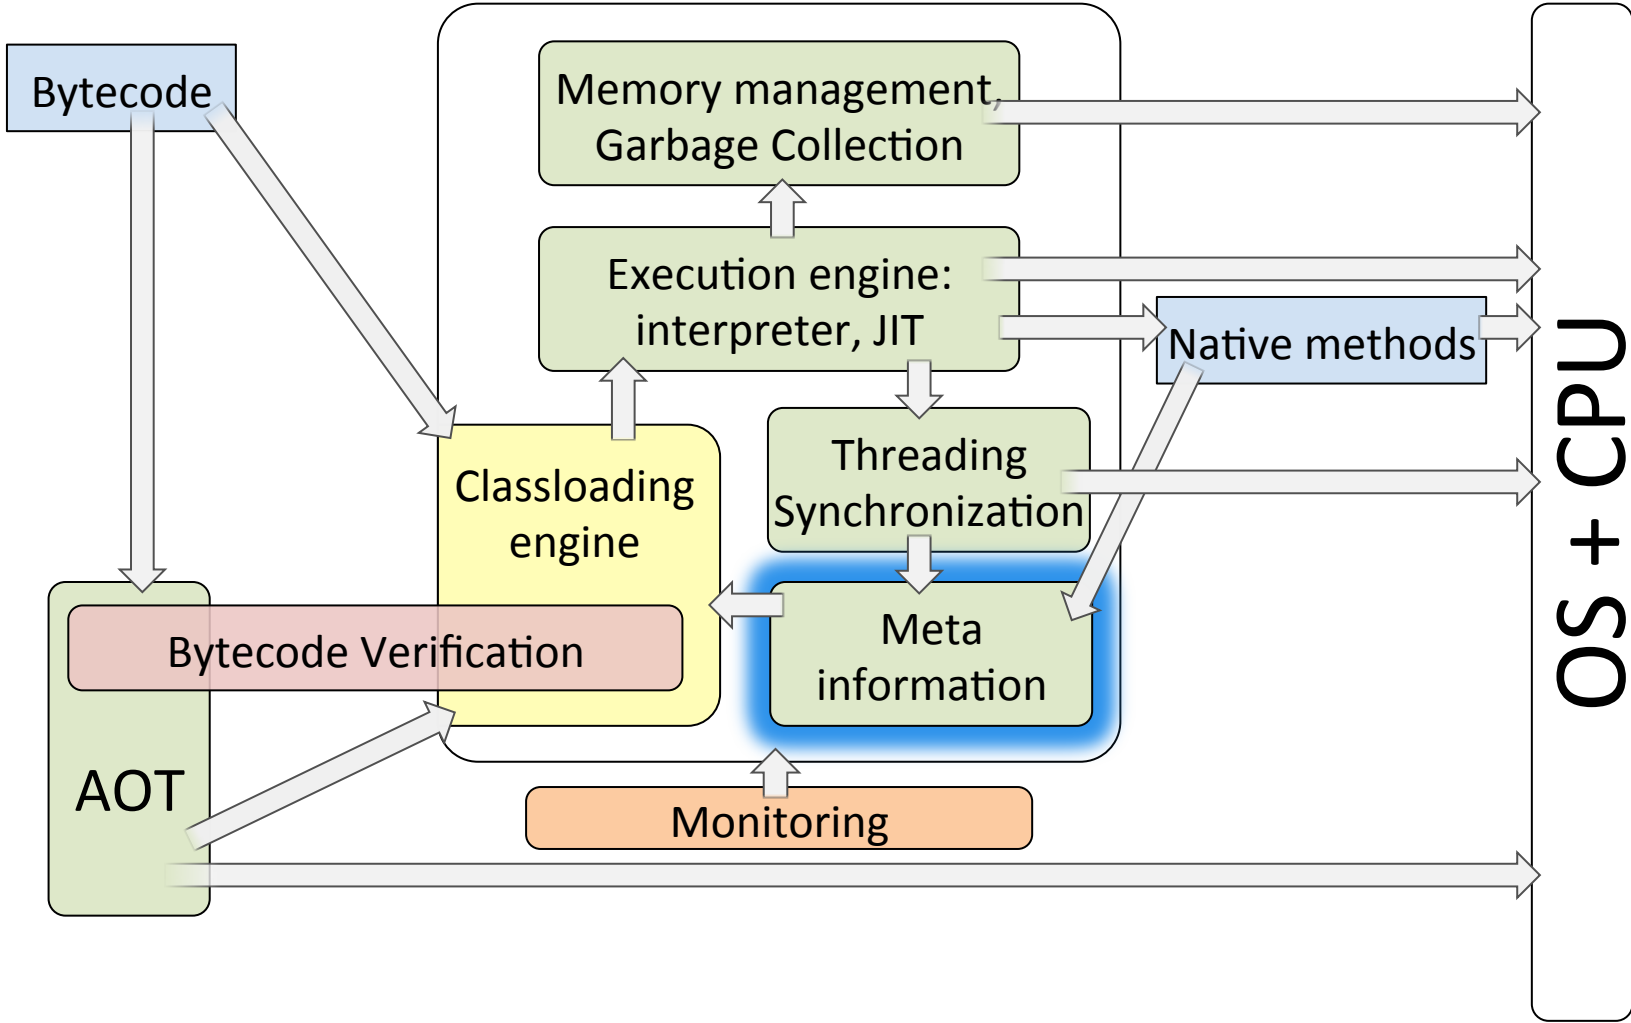 Bytecode
Memory management,
Garbage Collection
Execution engine:
interpreter, JIT
Native methods
Classloading
engine
Threading
Synchronization
Bytecode Verification
Meta
information
AOT
Monitoring
OS + CPU